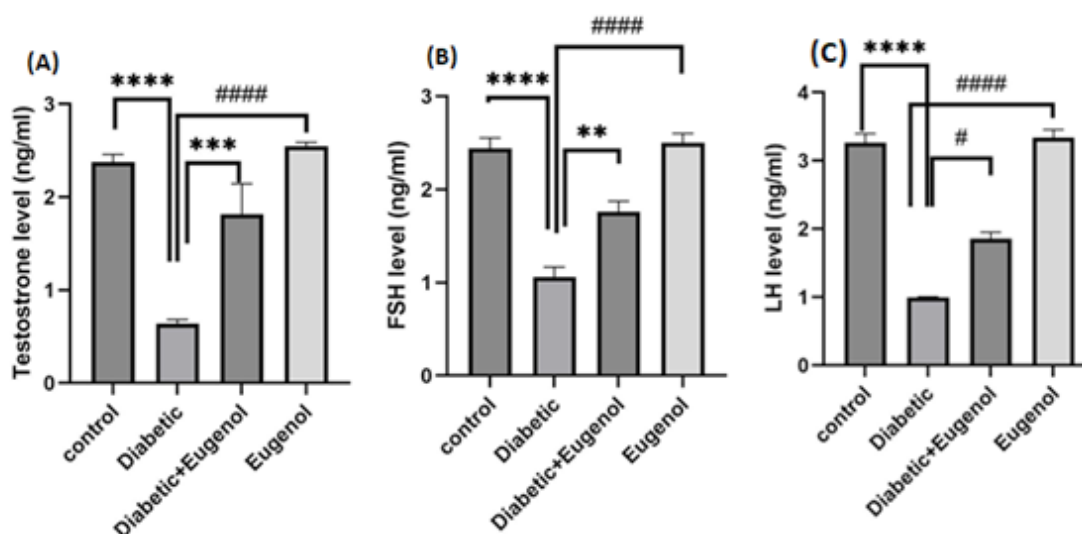 (A)
****
####
***
Testostrone level (ng/ml)
3
2
1
0
control
Diabetic
Diabetic+Eugenol
Eugenol
(B)
####
****
**
FSH level (ng/ml)
3
2
1
0
control
Diabetic
Diabetic+Eugenol
Eugenol
(C)
****
####
#
LH level (ng/ml)
4
3
2
1
0
control
Diabetic
Diabetic+Eugenol
Eugenol